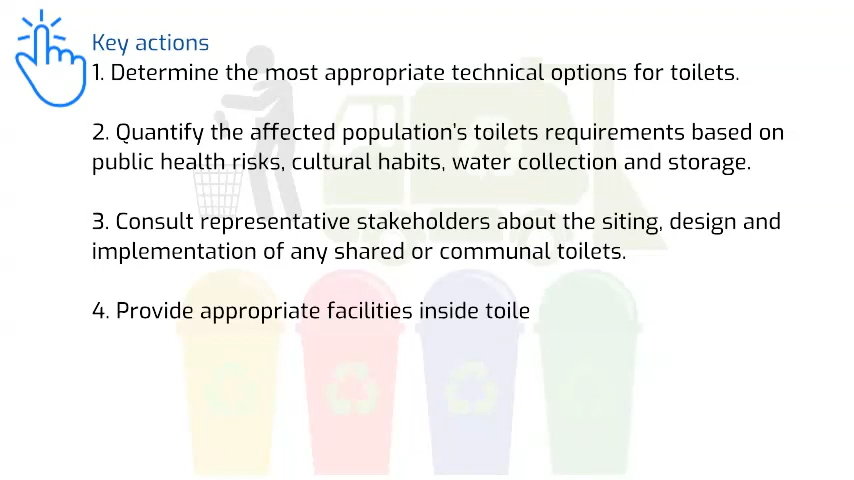 Key actions
1. Determine the most appropriate technical options for toilets.
2. Quantify the affected population's toilets requirements based on
public health risks, cultural habits, water collection and storage.
3. Consult representative stakeholders about the siting, design and
implementation of any shared or communal toilets.
4. Provide appropriate facilities inside toile